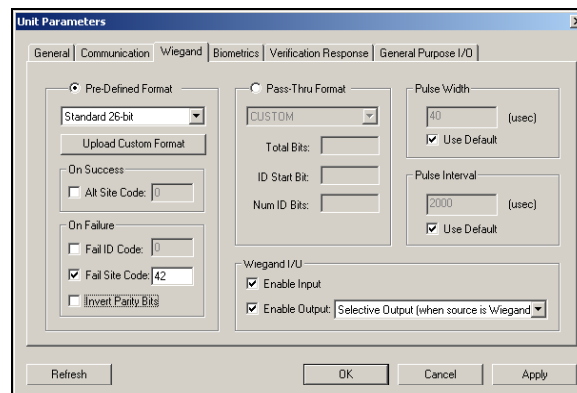 Unit Parameters
General Communication Wiegand Biometrics Verification Response General Purpose I/O
Pre-Defined Format
Standard 26-bit
Upload Custom Format
On Success
Alt Site Code: 0
On Failure
Fail ID Code: 0
Fail Site Code: 42
Invert Parity Bits
Pass-Thru Format
CUSTOM
Total Bits:
ID Start Bit:
Num ID Bits:
Pulse Width
40 (usec)
Use Default
Pulse Interval
2000 (usec)
Use Default
Wiegand I/O
Enable Input
Enable Output: Selective Output (when source is Wiegand
Refresh OK Cancel Apply